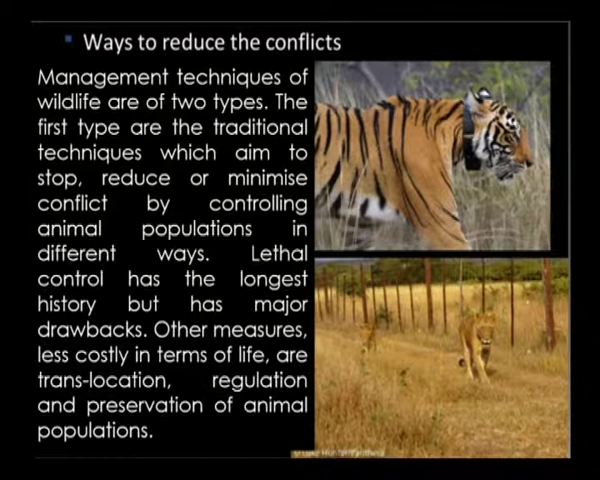 Ways to reduce the conflicts
Management techniques of
wildlife are of two types. The
first type are the traditional
techniques which aim to
stop, reduce or minimise
conflict by controlling
animal populations in
different ways. Lethal
control has the longest
history but has major
drawbacks. Other measures,
less costly in terms of life, are
trans-location, regulation
and preservation of animal
populations.